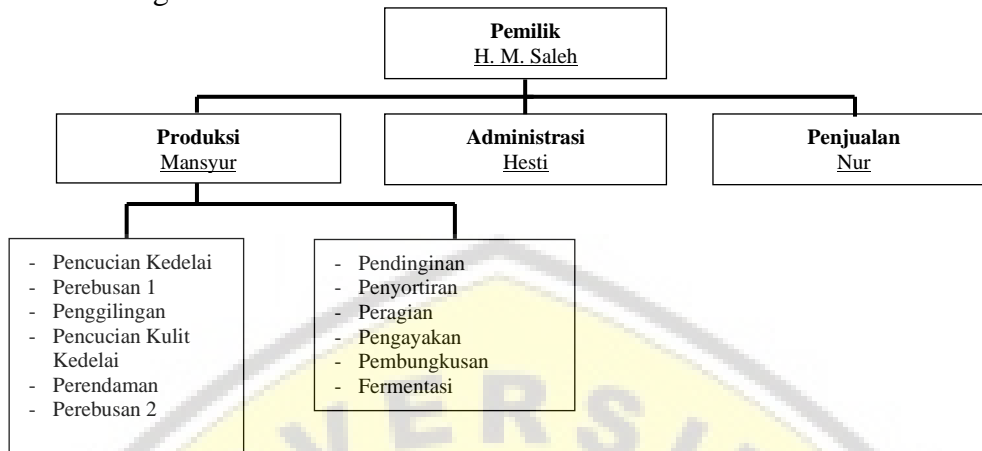 Pemilik
H. M. Saleh
Produksi
Mansyur
Administrasi
Hesti
Penjualan
Nur
- Pencucian Kedelai
- Perebusan 1
- Penggilingan
- Pencucian Kulit
Kedelai
- Perendaman
- Perebusan 2
- Pendinginan
- Penyortiran
- Peragian
- Pengayakan
- Pembungkusan
- Fermentasi